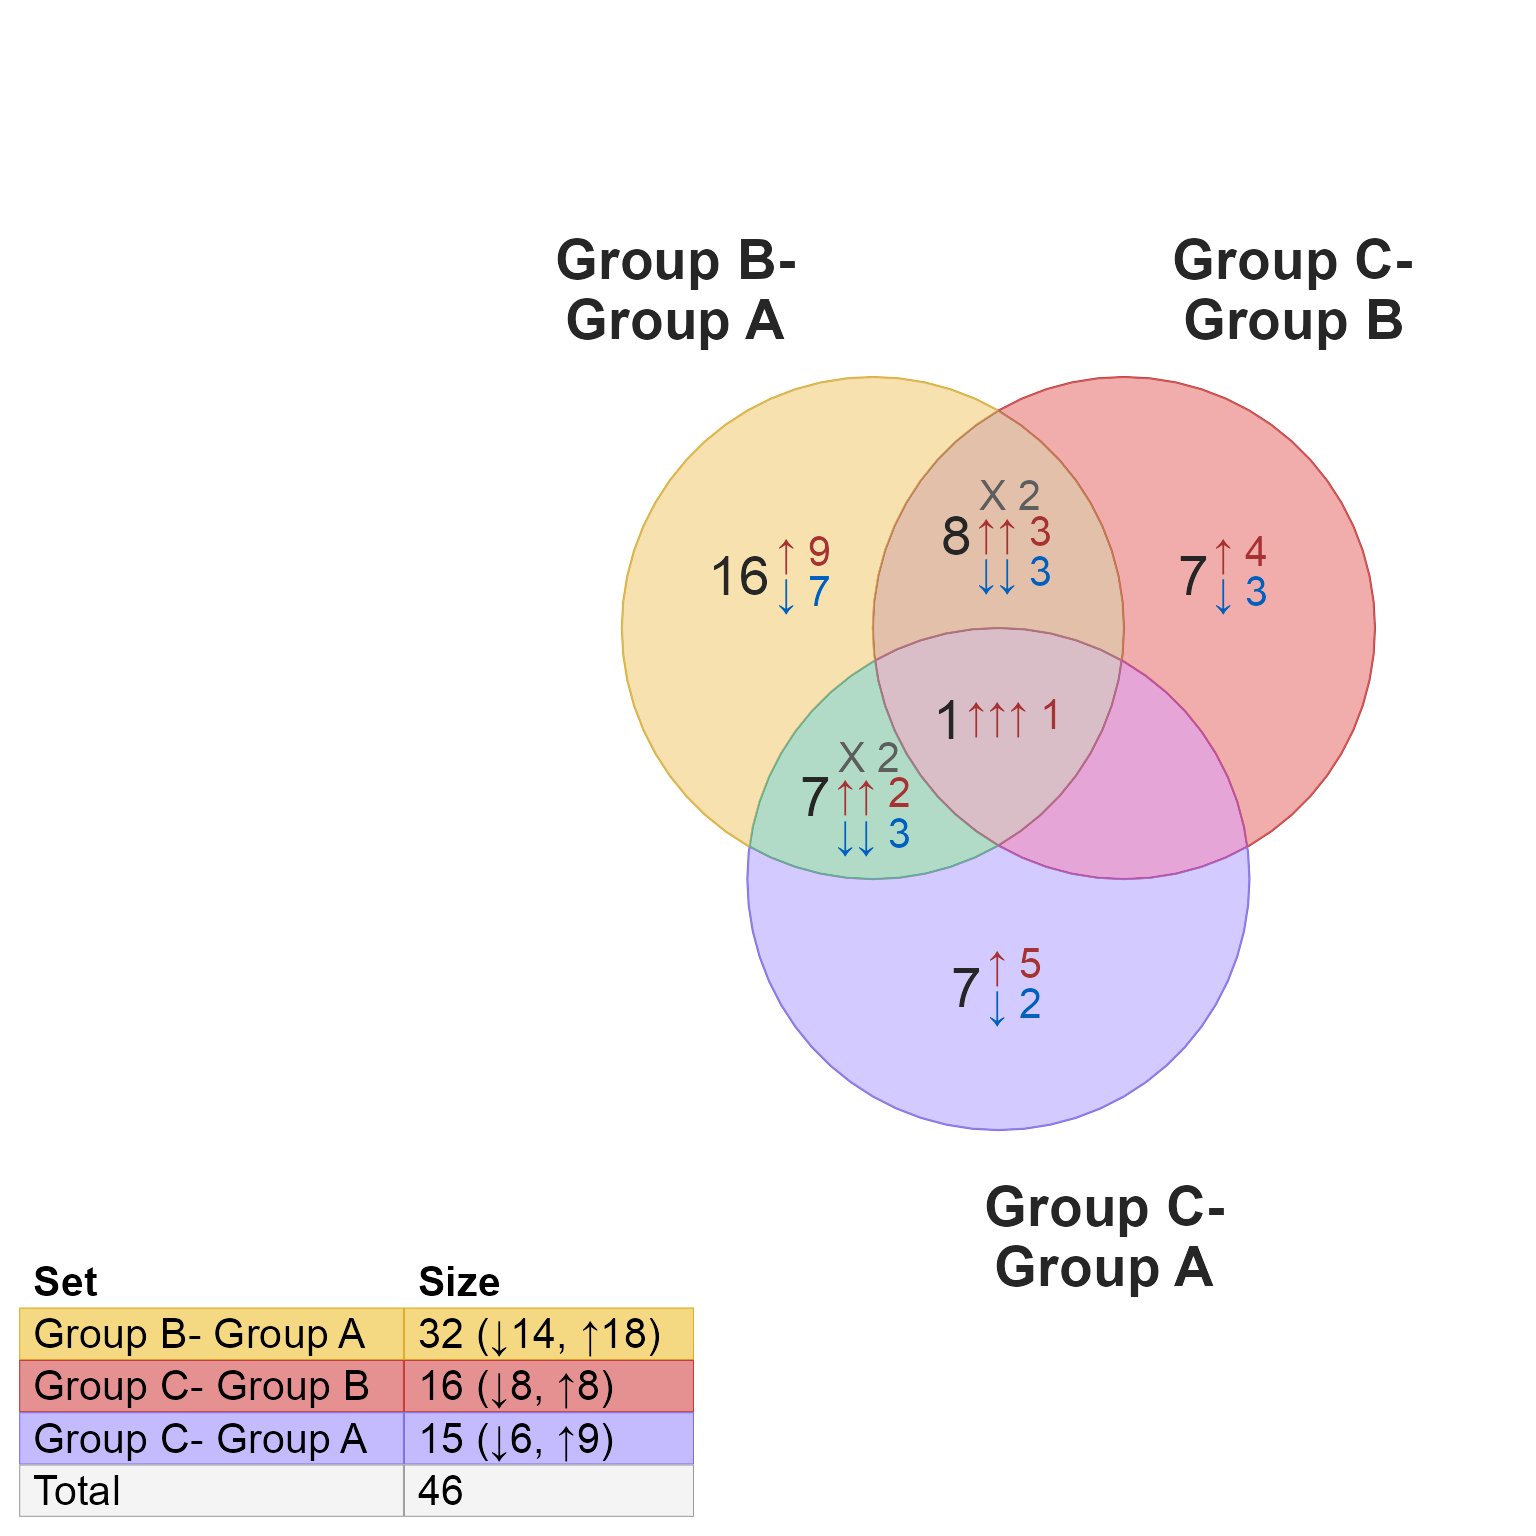 Group B-
Group A
Group C-
Group B
16 ↑ 9
↓ 7
X 2
8 ↑↑ 3
↓↓ 3
7 ↑ 4
↓ 3
1 ↑↑↑ 1
X 2
7 ↑↑ 2
↓↓ 3
7 ↑ 5
↓ 2
Group C-
Group A
Set Size
Group B- Group A 32 (↓14, ↑18)
Group C- Group B 16 (↓8, ↑8)
Group C- Group A 15 (↓6, ↑9)
Total 46